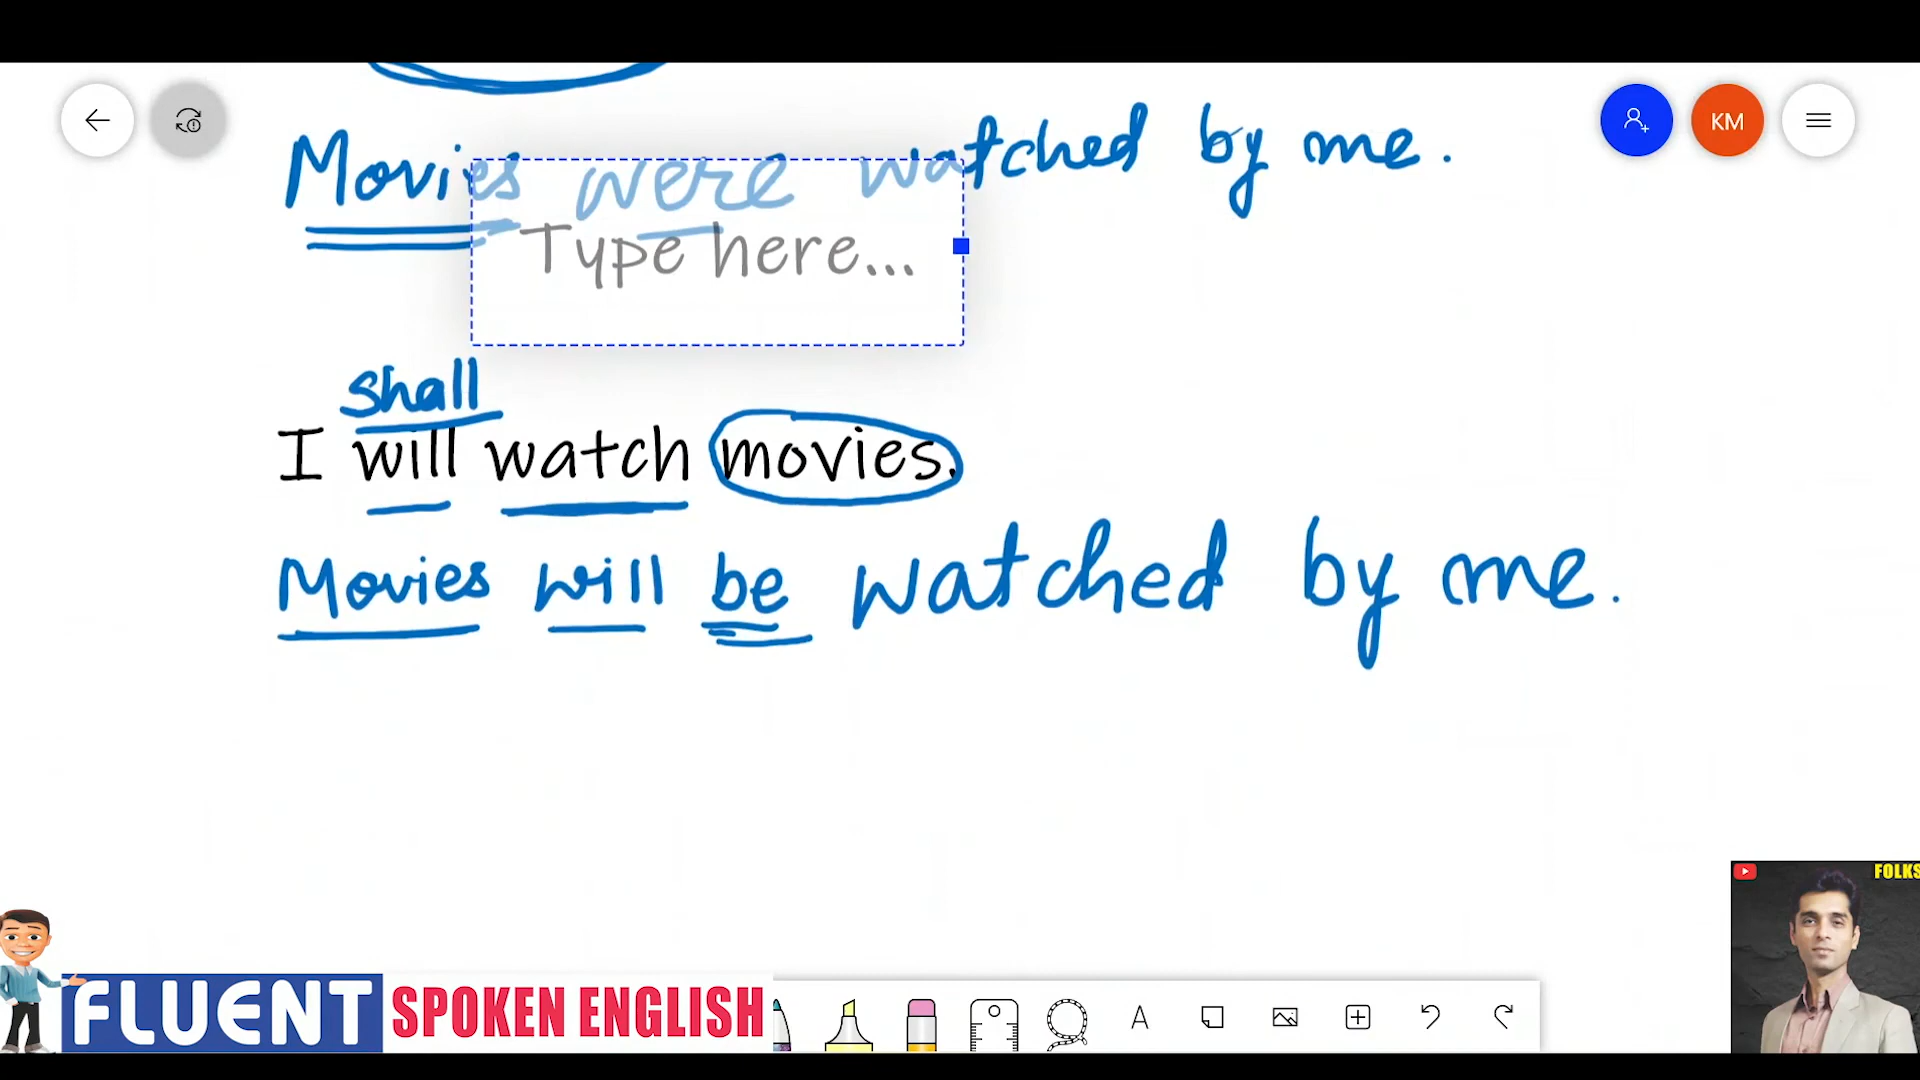 KM
Movies were watched by me.
Type here...
shall
I will watch movies.
Movies will be watched by me.
FOLKS
FLUENT SPOKEN ENGLISH
A